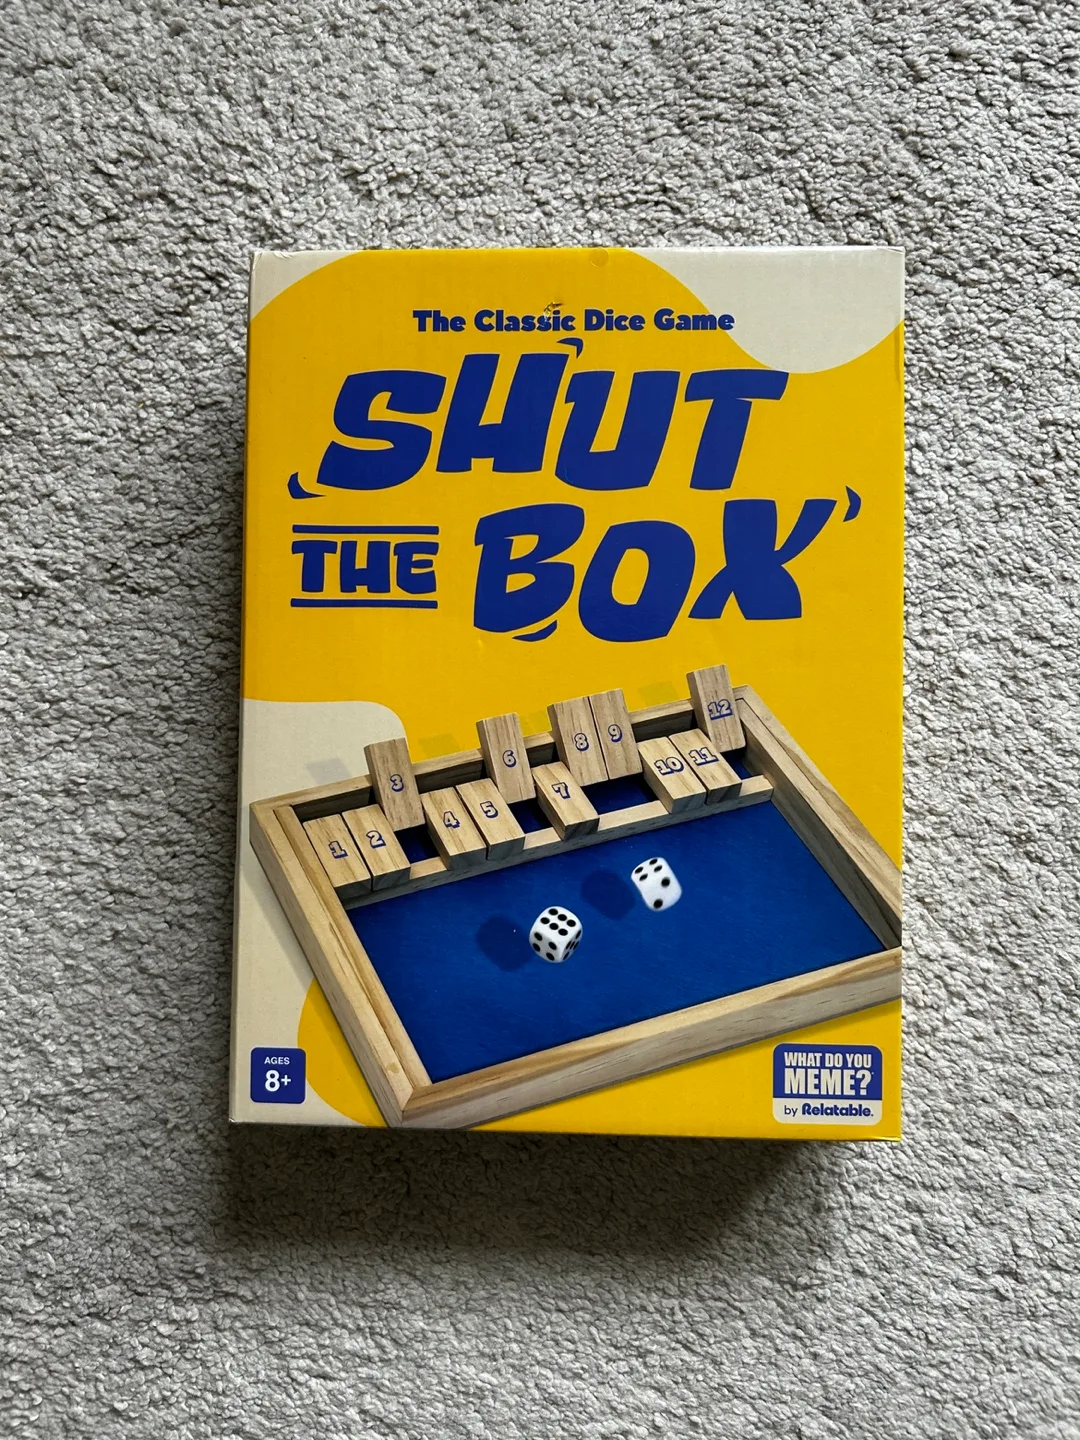 The Classic Dice Game
SHUT
THE BOX
1
2
3
4
5
6
7
8
9
10
11
12
AGES
8+
WHAT DO YOU
MEME?
by Relatable.